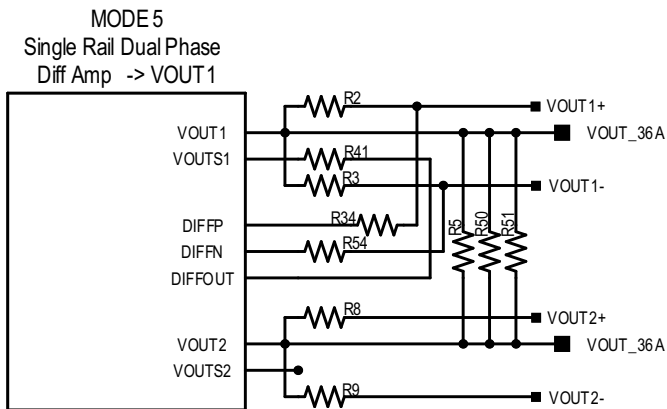 MODE 5
Single Rail Dual Phase
Diff Amp -> VOUT1
R2
VOUT1+
VOUT1
VOUT_36A
VOUTS1
R41
R3
VOUT1-
R34
DIFFP
R5
R50
R51
R54
DIFFN
DIFFOUT
R8
VOUT2+
VOUT2
VOUT_36A
VOUTS2
R9
VOUT2-